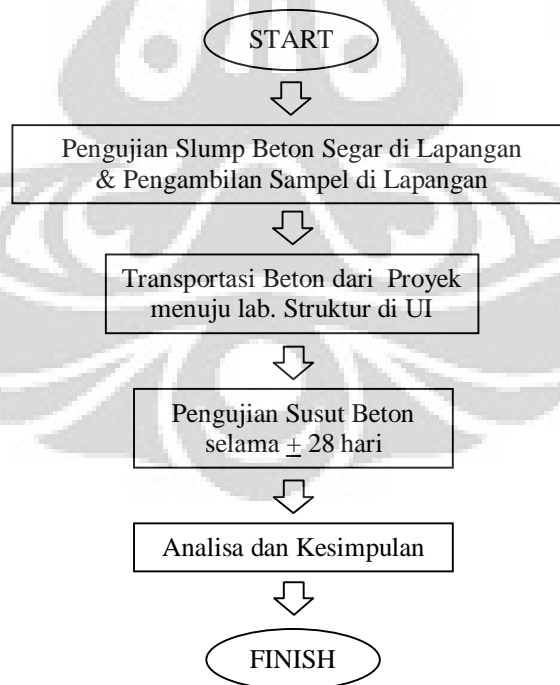 START
Pengujian Slump Beton Segar di Lapangan
& Pengambilan Sampel di Lapangan
Transportasi Beton dari Proyek
menuju lab. Struktur di UI
Pengujian Susut Beton
selama ± 28 hari
Analisa dan Kesimpulan
FINISH